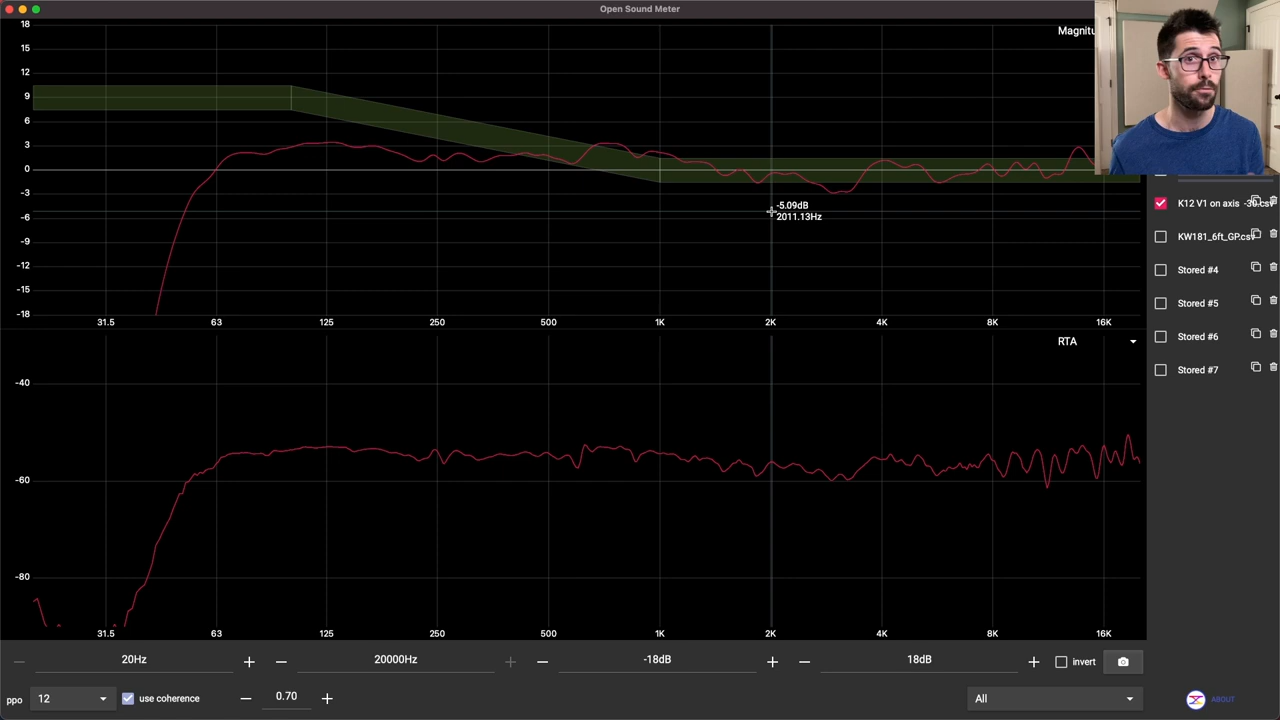 Open Sound Meter
Magnitu
18
15
12
9
6
3
0
-3
-6
-9
-12
-15
-18
-5.09dB
2011.13Hz
31.5 63 125 250 500 1K 2K 4K 8K 16K
RTA
-40
-60
-80
31.5 63 125 250 500 1K 2K 4K 8K 16K
K12 V1 on axis -30.csv
KW181_6ft_GP.csv
Stored #4
Stored #5
Stored #6
Stored #7
20Hz 20000Hz -18dB 18dB invert
ppo 12 use coherence 0.70 All ABOUT